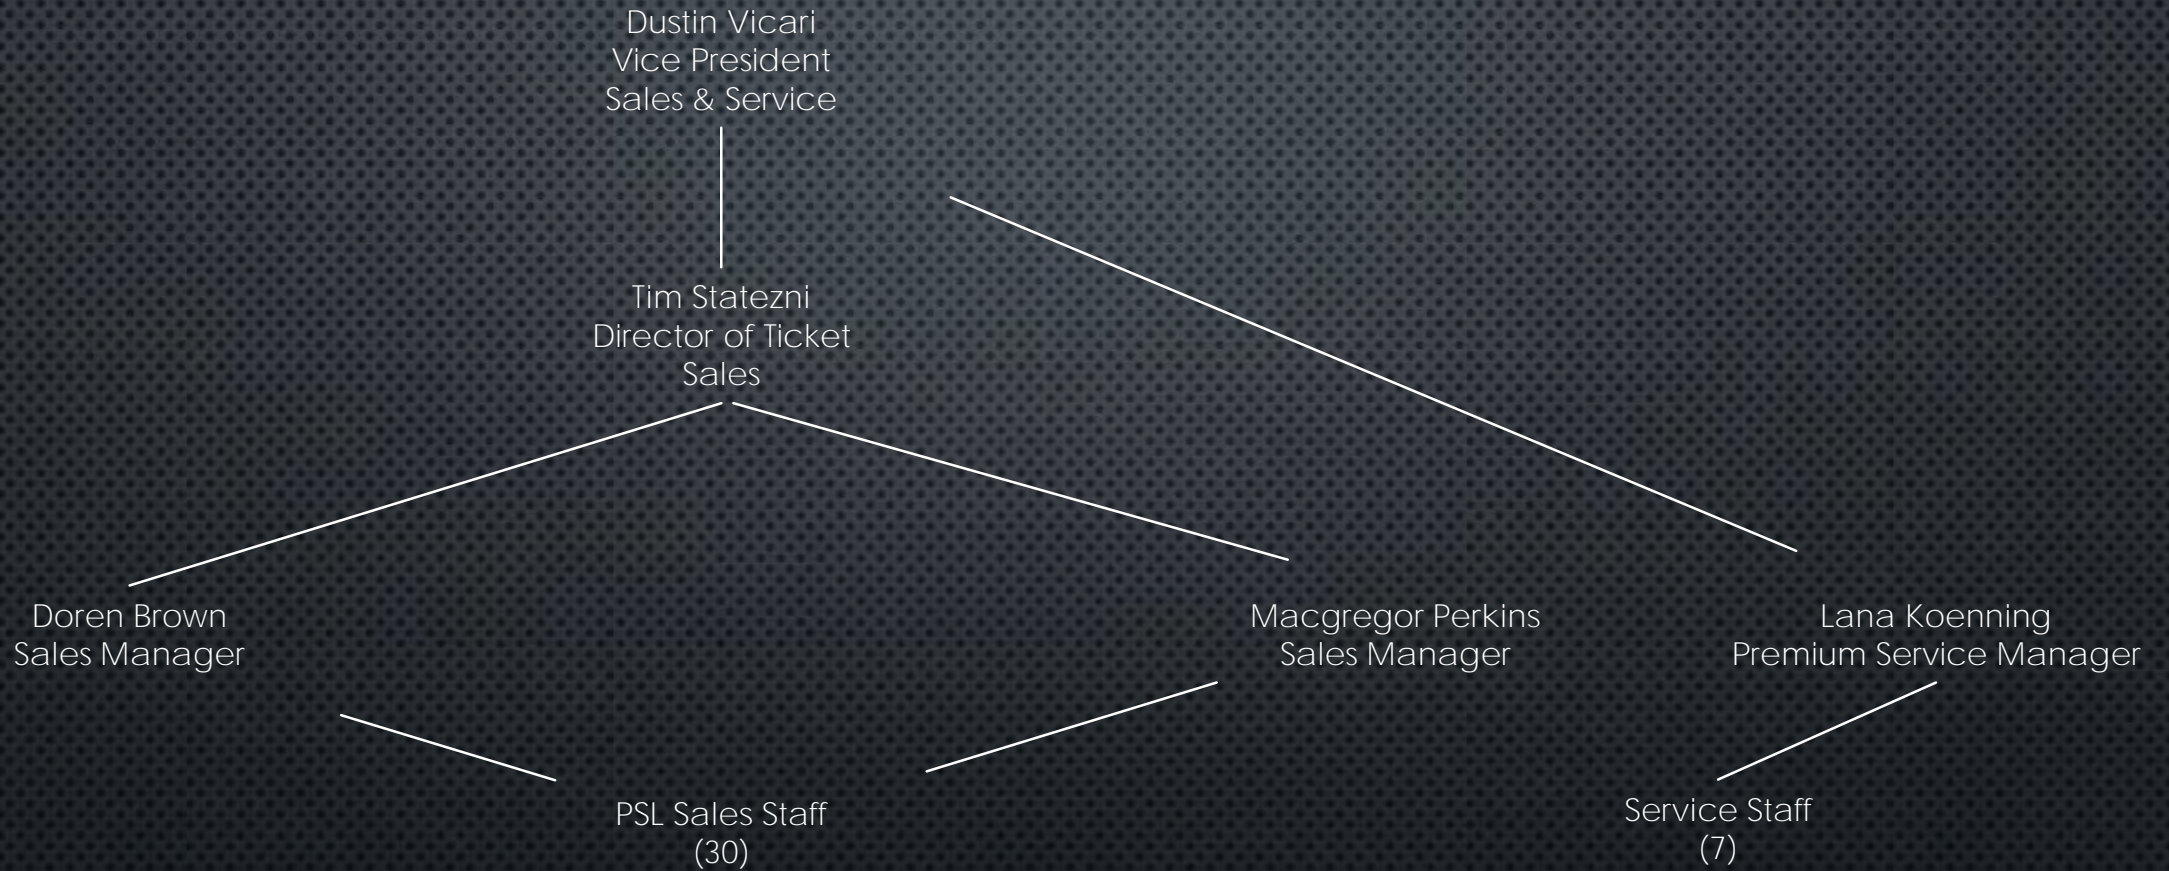 Dustin Vicari
Vice President
Sales & Service
Tim Statezni
Director of Ticket
Sales
Doren Brown
Sales Manager
Macgregor Perkins
Sales Manager
Lana Koenning
Premium Service Manager
PSL Sales Staff
(30)
Service Staff
(7)